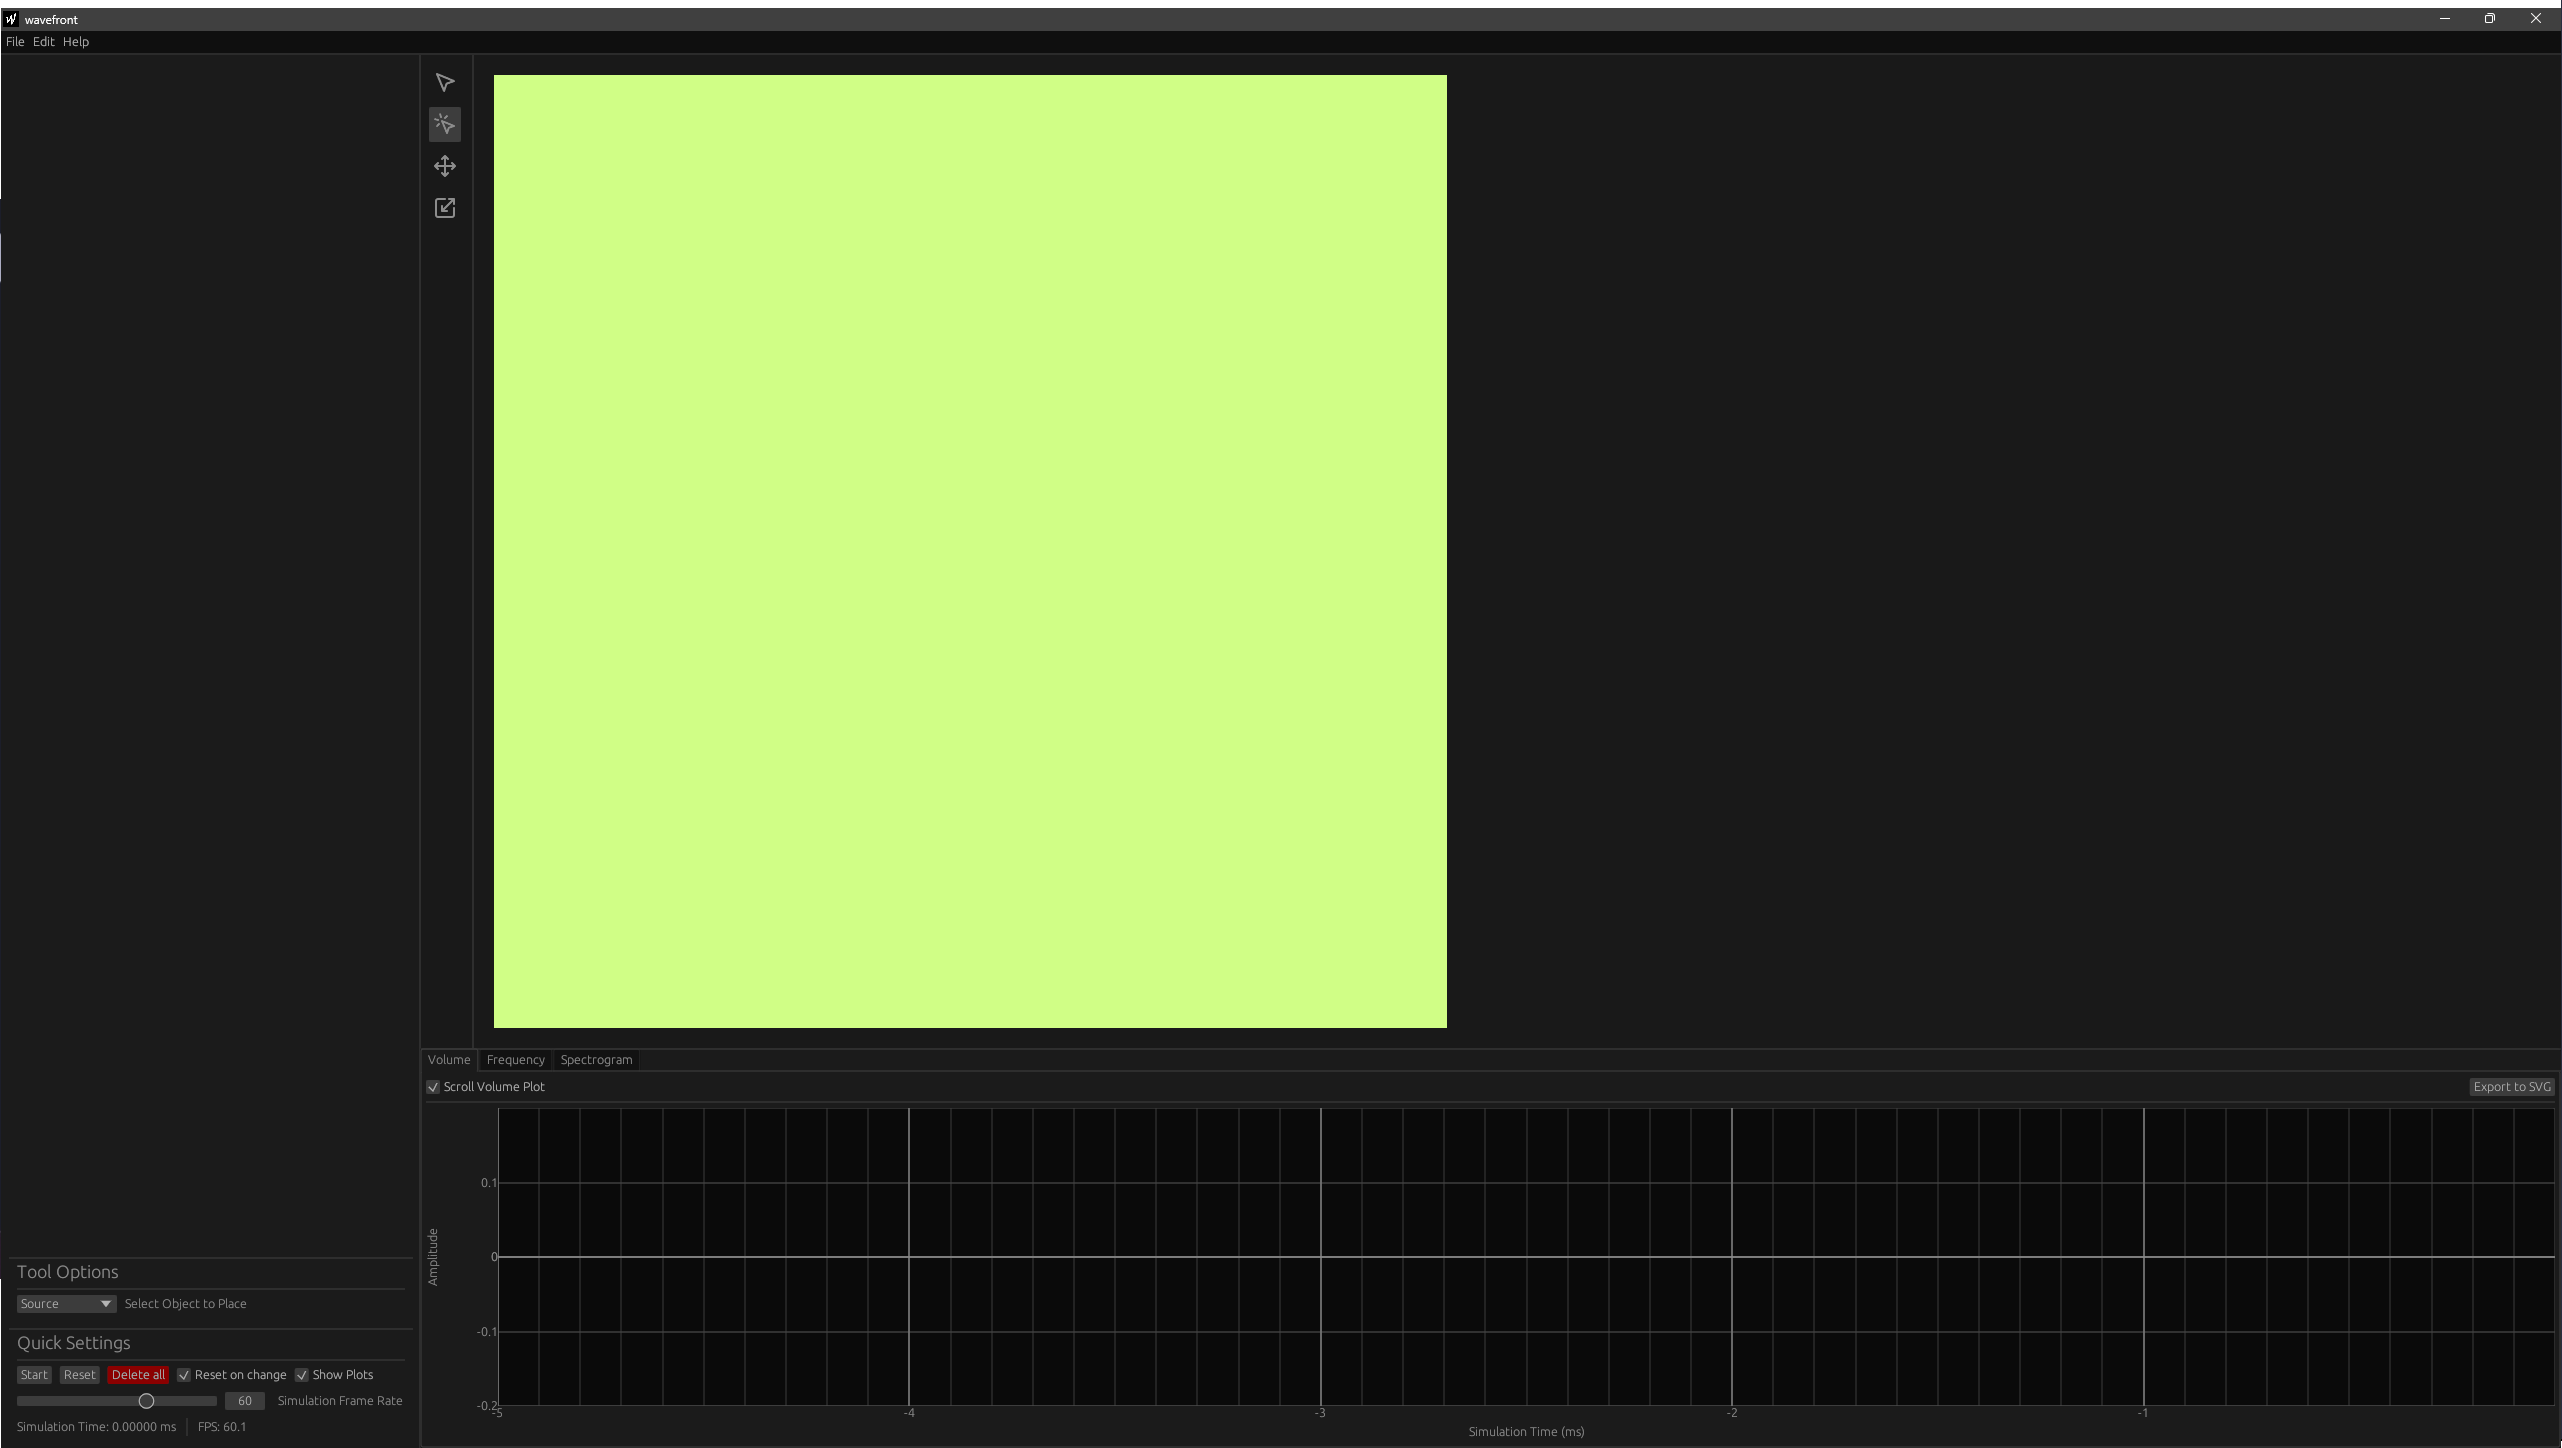 wavefront
File Edit Help
Volume Frequency Spectrogram
Scroll Volume Plot Export to SVG
0.1
0
-0.1
-0.2
Amplitude
-5 -4 -3 -2 -1
Simulation Time (ms)
Tool Options
Source Select Object to Place
Quick Settings
Start Reset Delete all Reset on change Show Plots
60 Simulation Frame Rate
Simulation Time: 0.00000 ms FPS: 60.1